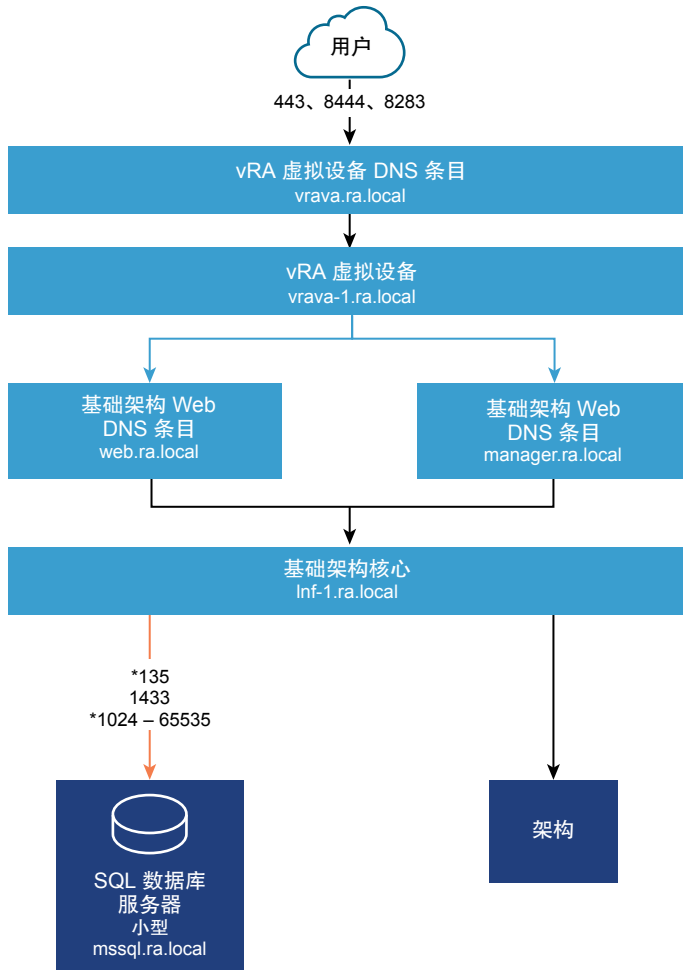 用户
443、8444、8283
vRA 虚拟设备 DNS 条目
vrava.ra.local
vRA 虚拟设备
vrava-1.ra.local
基础架构 Web
DNS 条目
web.ra.local
基础架构 Web
DNS 条目
manager.ra.local
基础架构核心
lnf-1.ra.local
*135
1433
*1024 – 65535
SQL 数据库
服务器
小型
mssql.ra.local
架构